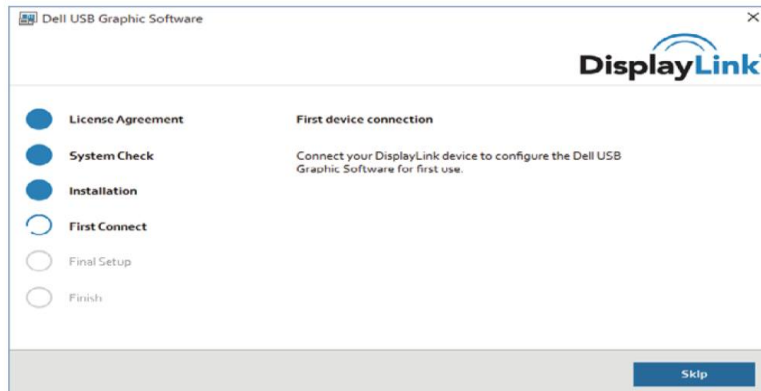 Dell USB Graphic Software
DisplayLink
License Agreement
System Check
Installation
First Connect
Final Setup
Finish
First device connection
Connect your DisplayLink device to configure the Dell USB
Graphic Software for first use.
Skip